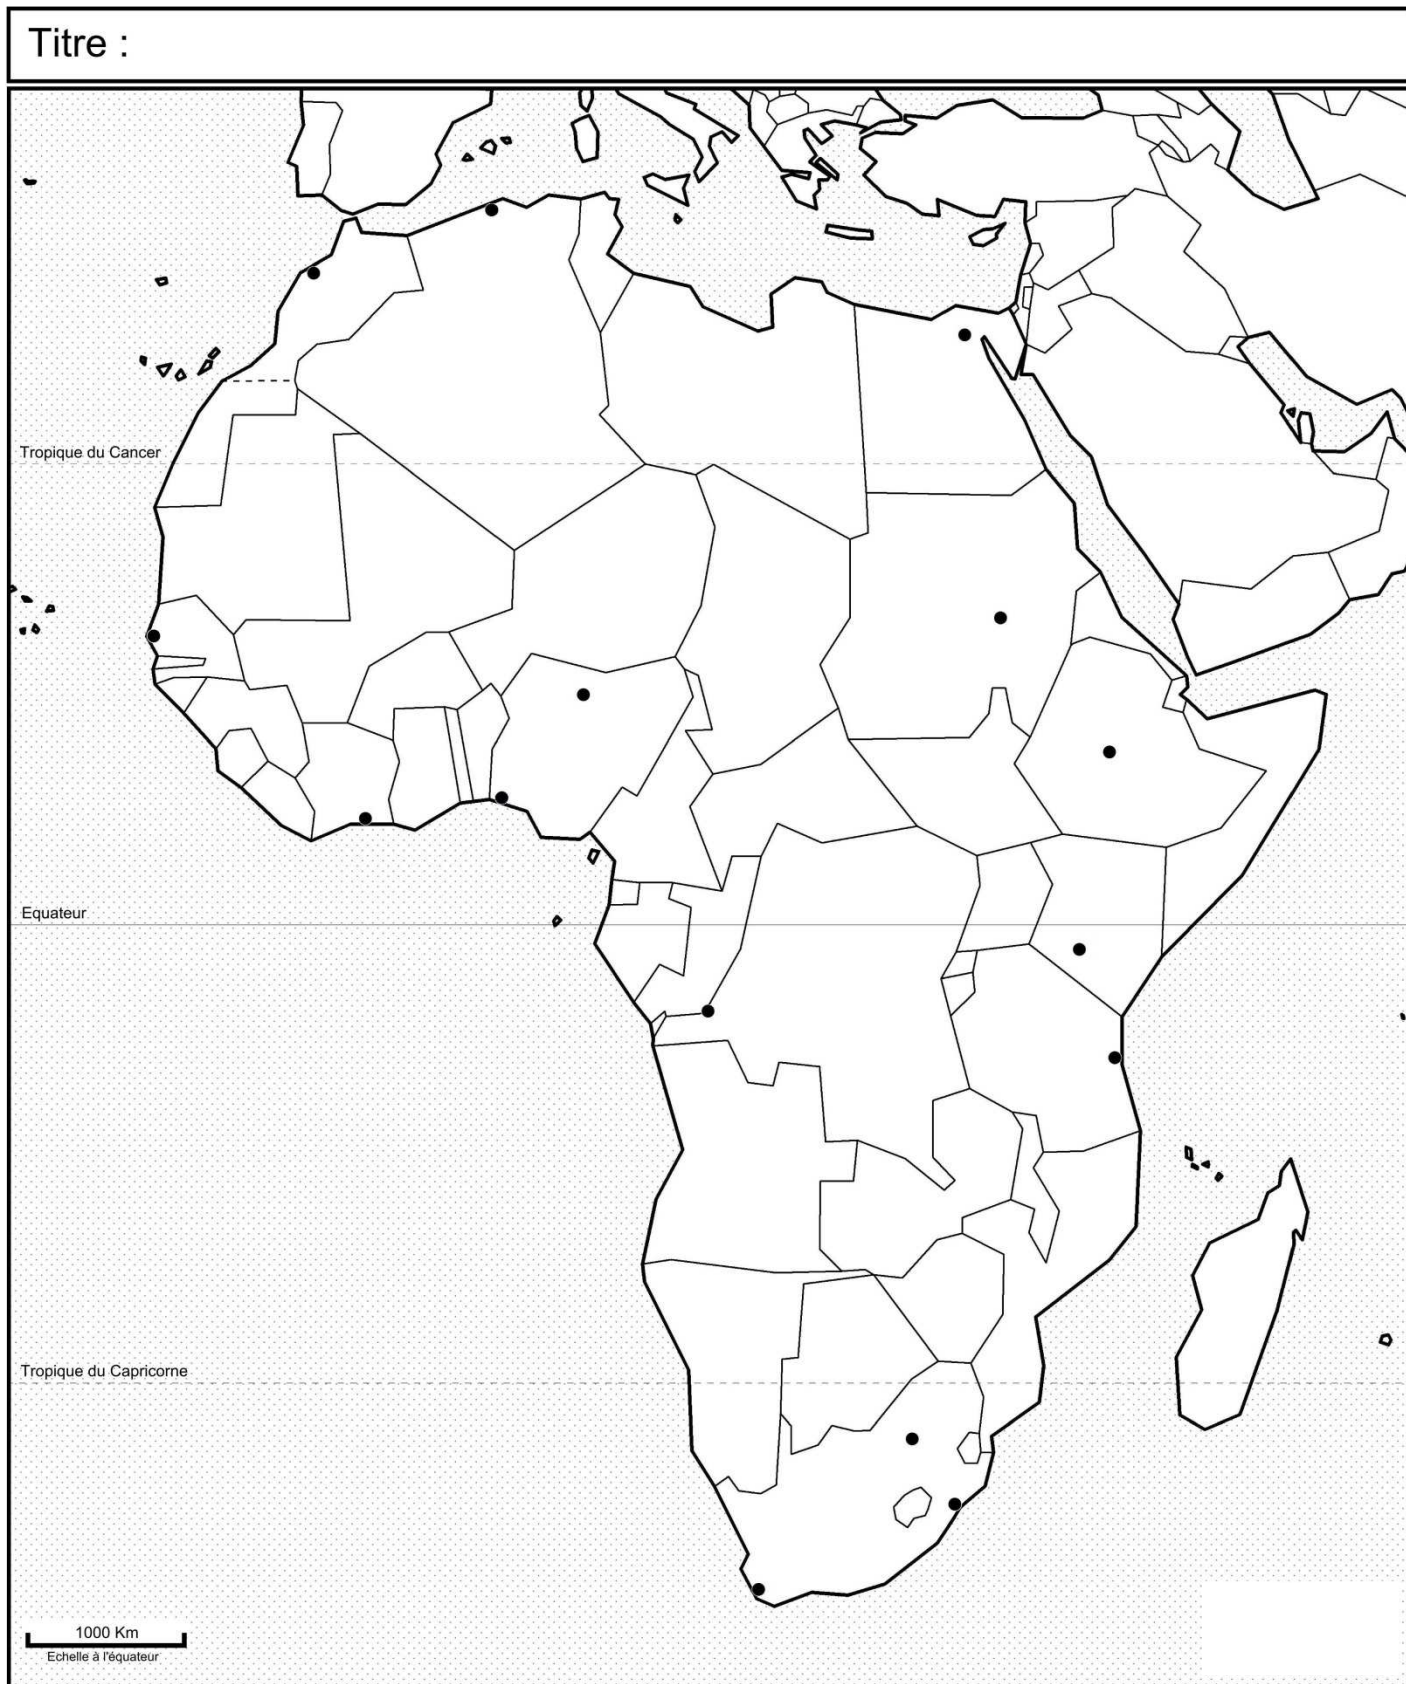 Titre :
Tropique du Cancer
Equateur
Tropique du Capricorne
1000 Km
Echelle à l'équateur